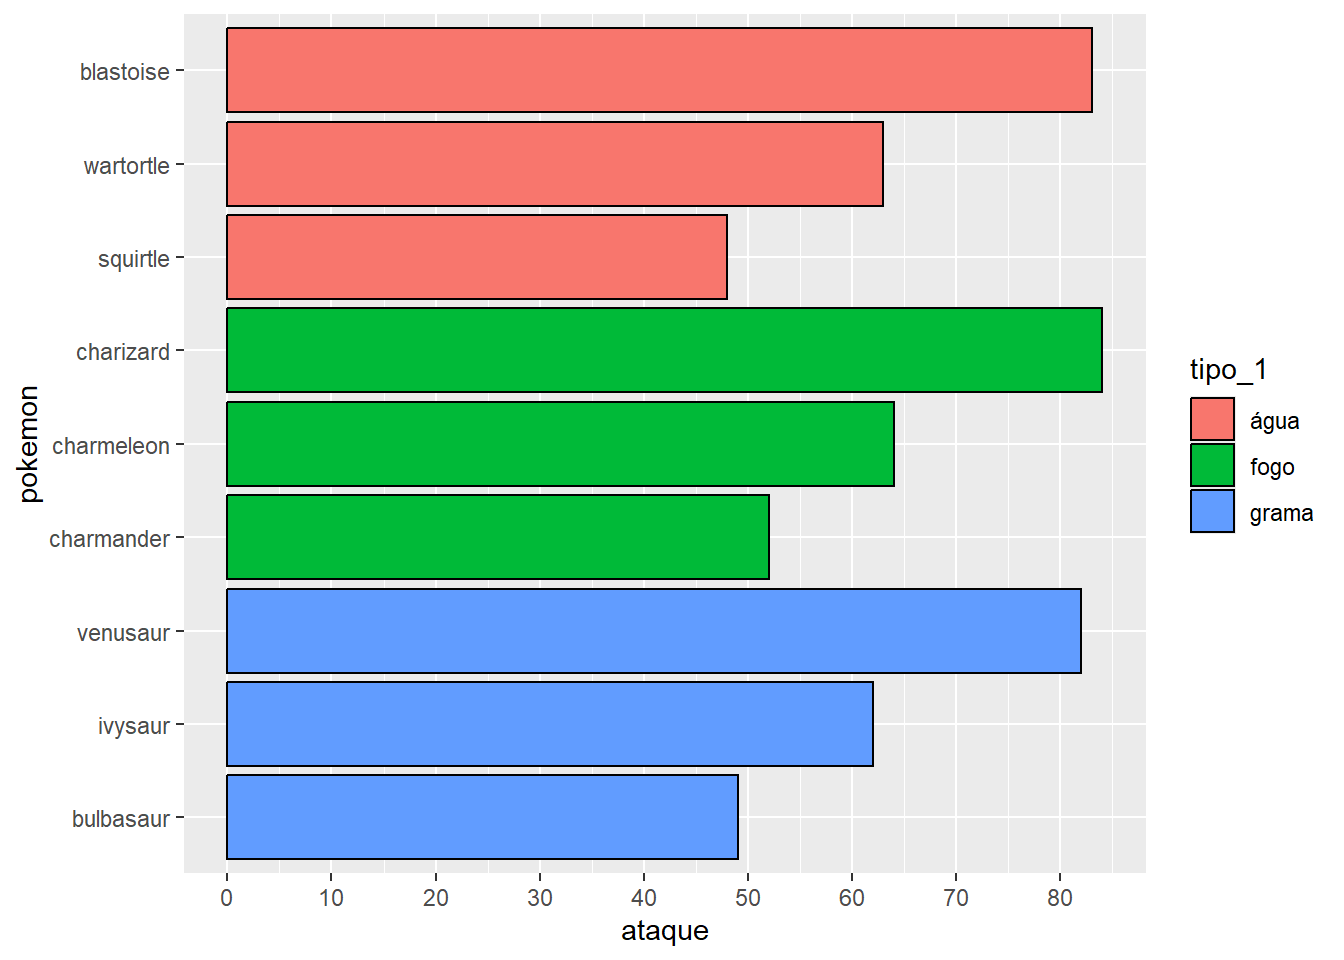 blastoise
wartortle
squirtle
charizard
charmeleon
charmander
venusaur
ivysaur
bulbasaur
pokemon
0 10 20 30 40 50 60 70 80
ataque
tipo_1
água
fogo
grama